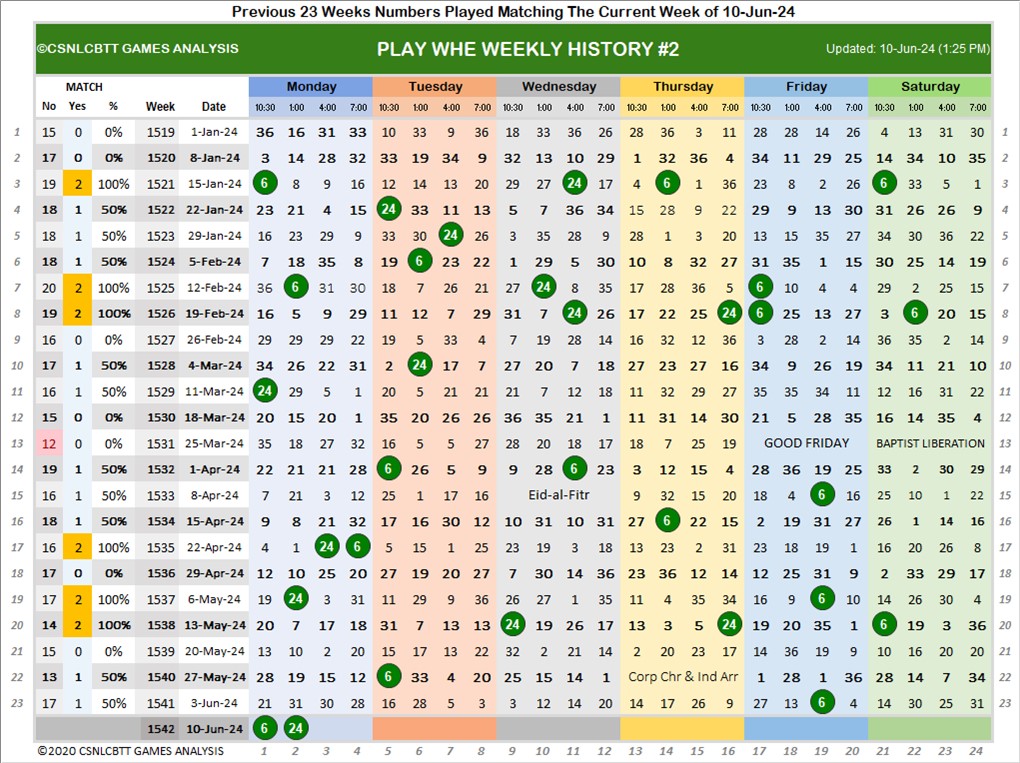 Previous 23 Weeks Numbers Played Matching The Current Week of 10-Jun-24
©CSNLCBTT GAMES ANALYSIS PLAY WHE WEEKLY HISTORY #2 Updated: 10-Jun-24 (1:25 PM)
MATCH Monday Tuesday Wednesday Thursday Friday Saturday
No Yes % Week Date 10:30 1:00 4:00 7:00 10:30 1:00 4:00 7:00 10:30 1:00 4:00 7:00 10:30 1:00 4:00 7:00 10:30 1:00 4:00 7:00 10:30 1:00 4:00 7:00
1 15 0 0% 1519 1-Jan-24 36 16 31 33 10 33 9 36 18 33 36 26 28 36 3 11 28 28 14 26 4 13 31 30 1
2 17 0 0% 1520 8-Jan-24 3 14 28 32 33 19 34 9 32 13 10 29 1 32 36 4 34 11 29 25 14 34 10 35 2
3 19 2 100% 1521 15-Jan-24 6 8 9 16 12 14 13 20 29 27 24 17 4 6 1 36 23 8 2 26 6 33 5 1 3
4 18 1 50% 1522 22-Jan-24 23 21 4 15 24 33 11 13 5 7 36 34 15 28 9 22 29 9 13 30 31 26 26 9 4
5 18 1 50% 1523 29-Jan-24 16 23 29 9 33 30 24 26 3 35 28 9 28 1 3 20 13 15 35 27 34 30 36 22 5
6 18 1 50% 1524 5-Feb-24 7 18 35 8 19 6 23 22 1 29 5 30 10 8 32 27 31 35 1 15 30 25 14 19 6
7 20 2 100% 1525 12-Feb-24 36 6 31 30 18 7 26 21 27 24 8 35 17 28 36 5 6 10 4 4 29 2 25 15 7
8 19 2 100% 1526 19-Feb-24 16 5 9 29 11 12 7 29 31 7 24 26 17 22 25 24 6 25 13 27 3 6 20 15 8
9 16 0 0% 1527 26-Feb-24 29 29 29 22 19 5 33 4 7 19 28 14 16 32 12 36 3 28 2 14 36 35 2 14 9
10 17 1 50% 1528 4-Mar-24 34 26 22 31 2 24 17 7 27 20 7 18 27 23 27 16 34 9 26 19 34 11 21 10 10
11 16 1 50% 1529 11-Mar-24 24 29 5 1 20 5 21 21 21 7 12 18 11 32 29 27 35 35 34 11 12 16 31 22 11
12 15 0 0% 1530 18-Mar-24 20 15 20 1 35 20 26 26 36 35 21 1 11 31 14 30 21 5 28 35 16 14 35 4 12
13 12 0 0% 1531 25-Mar-24 35 18 27 32 16 5 5 27 28 20 18 17 18 7 25 19 GOOD FRIDAY BAPTIST LIBERATION 13
14 19 1 50% 1532 1-Apr-24 22 21 21 28 6 26 5 9 9 28 6 23 3 12 15 4 28 36 19 25 33 2 30 29 14
15 16 1 50% 1533 8-Apr-24 7 21 3 12 25 1 17 16 Eid-al-Fitr 9 32 15 20 18 4 6 16 25 10 1 22 15
16 18 1 50% 1534 15-Apr-24 9 8 21 32 17 16 30 12 10 31 10 31 27 6 22 15 2 19 31 27 26 1 14 16 16
17 16 2 100% 1535 22-Apr-24 4 1 24 6 5 15 1 25 23 19 3 18 13 23 2 31 23 18 19 1 16 20 26 8 17
18 17 0 0% 1536 29-Apr-24 12 10 25 20 27 19 20 27 7 30 14 36 23 36 12 14 12 25 31 9 2 33 29 17 18
19 17 2 100% 1537 6-May-24 19 24 3 31 11 29 9 36 26 27 1 35 11 4 35 34 16 9 6 10 14 26 30 4 19
20 14 2 100% 1538 13-May-24 20 7 17 18 31 7 13 13 24 19 26 17 13 3 5 24 19 20 35 1 6 19 3 36 20
21 15 0 0% 1539 20-May-24 13 10 2 20 15 17 13 22 32 2 21 14 2 20 23 17 14 36 19 9 10 16 20 20 21
22 13 1 50% 1540 27-May-24 28 19 15 12 6 33 4 20 25 15 14 1 Corp Chr & Ind Arr 1 28 1 36 28 14 7 34 22
23 17 1 50% 1541 3-Jun-24 21 31 30 28 16 28 5 3 3 12 14 20 14 17 26 9 27 13 6 4 14 30 25 31 23
1542 10-Jun-24 6 24
©2020 CSNLCBTT GAMES ANALYSIS 1 2 3 4 5 6 7 8 9 10 11 12 13 14 15 16 17 18 19 20 21 22 23 24